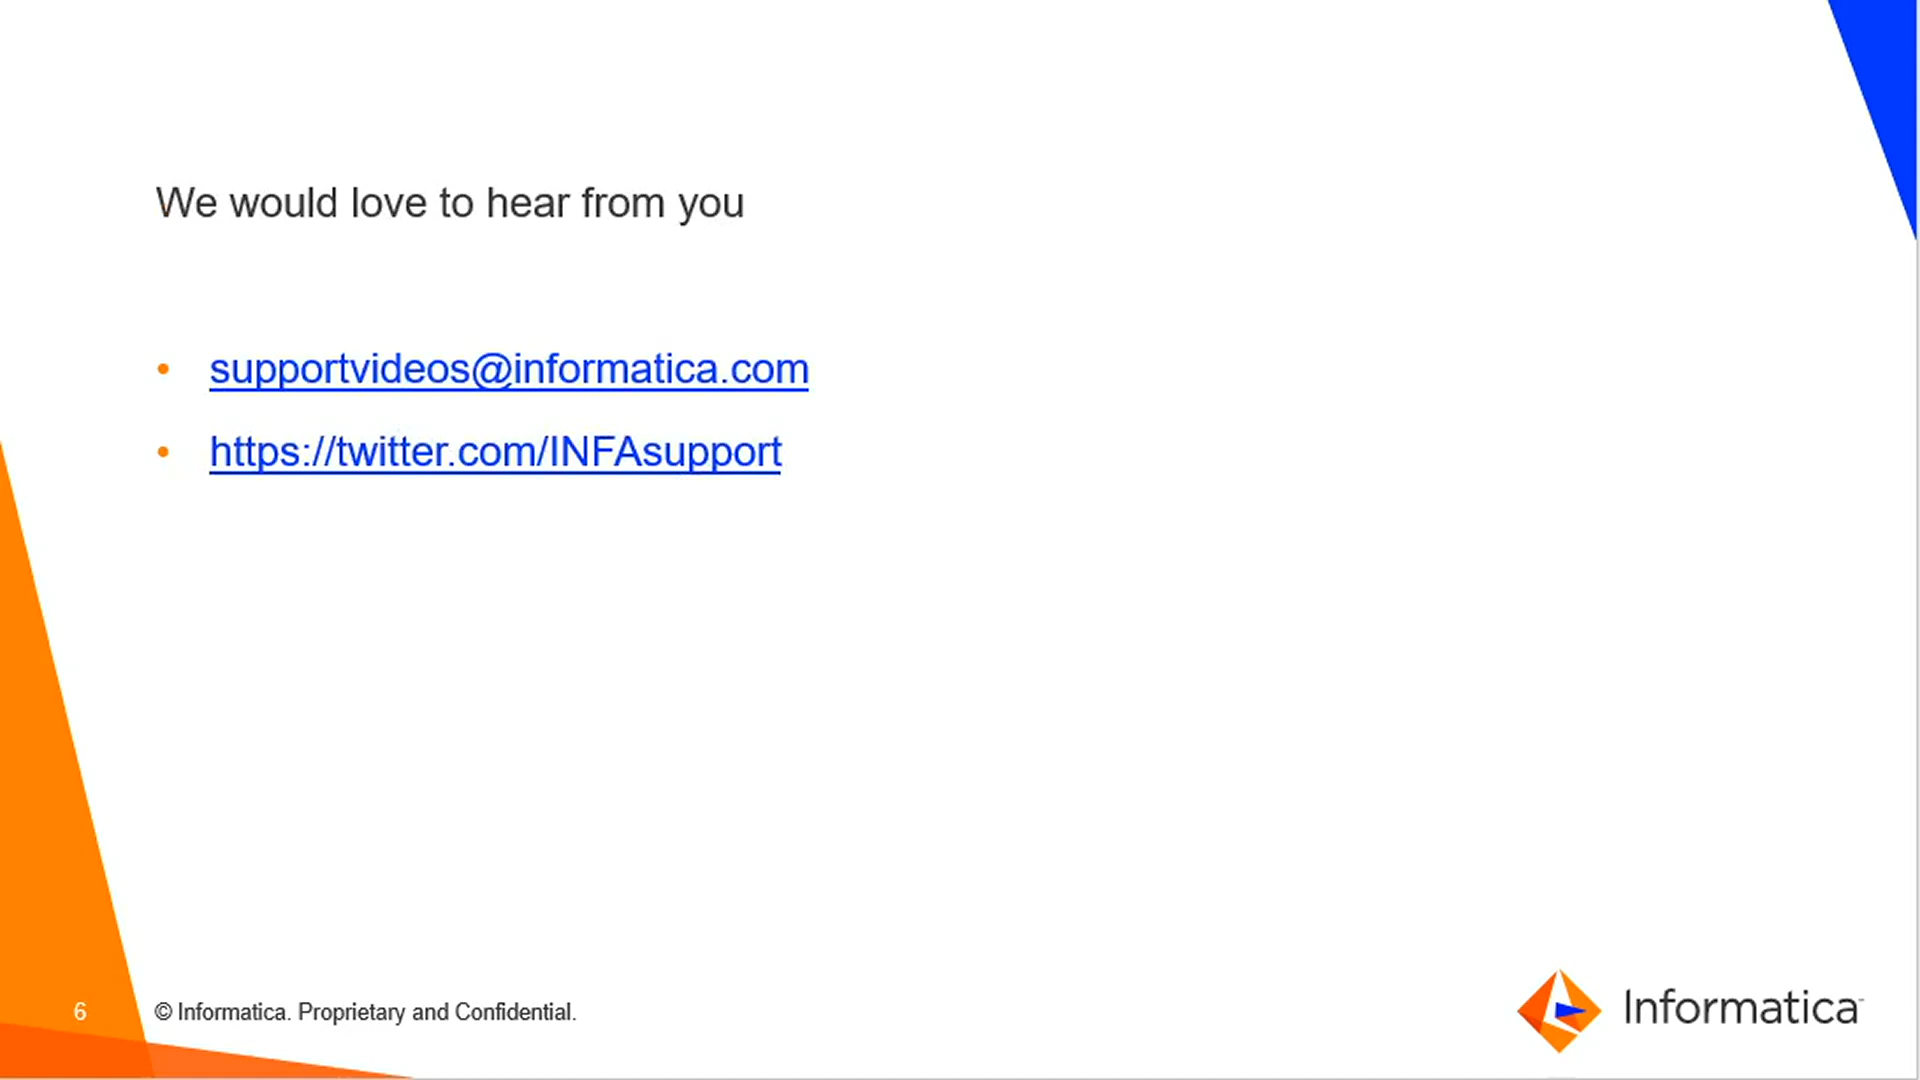 We would love to hear from you
• supportvideos@informatica.com
• https://twitter.com/INFAsupport
6
© Informatica. Proprietary and Confidential.
Informatica